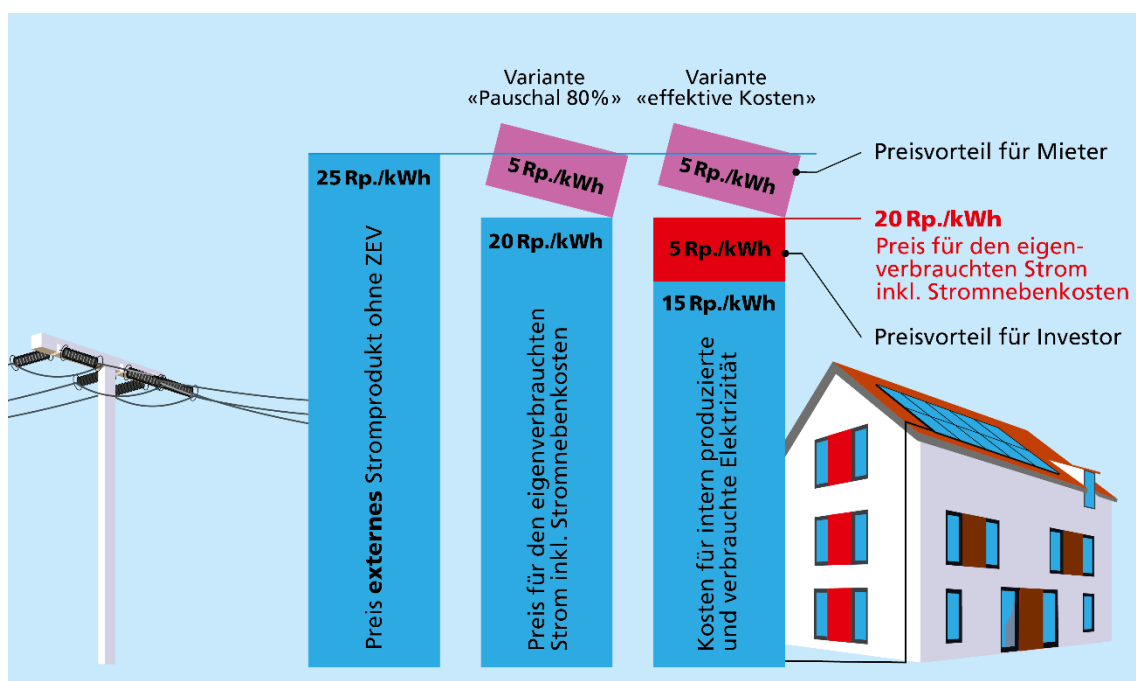 Variante
«Pauschal 80%»
Variante
«effektive Kosten»
5 Rp./kWh
5 Rp./kWh
Preisvorteil für Mieter
25 Rp./kWh
20 Rp./kWh
5 Rp./kWh
15 Rp./kWh
20 Rp./kWh
Preis für den eigen-
verbrauchten Strom
inkl. Stromnebenkosten
Preisvorteil für Investor
Preis externes Stromprodukt ohne ZEV
Preis für den eigenverbrauchten
Strom inkl. Stromnebenkosten
Kosten für intern produzierte
und verbrauchte Elektrizität